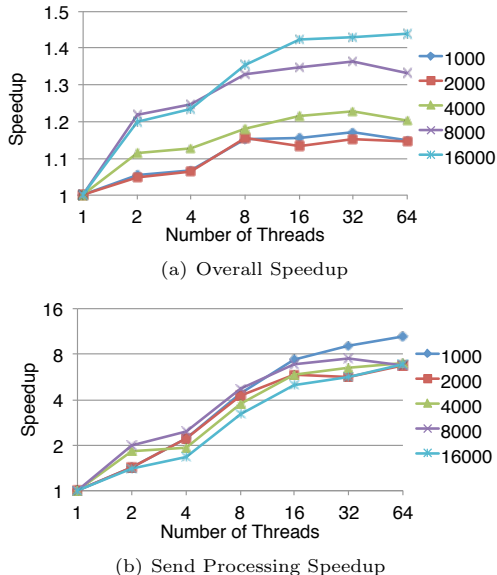 1.5
1.4
1.3
1.2
1.1
1
Speedup
1 2 4 8 16 32 64
Number of Threads
1000
2000
4000
8000
16000
(a) Overall Speedup
16
8
4
2
1
Speedup
1 2 4 8 16 32 64
Number of Threads
1000
2000
4000
8000
16000
(b) Send Processing Speedup